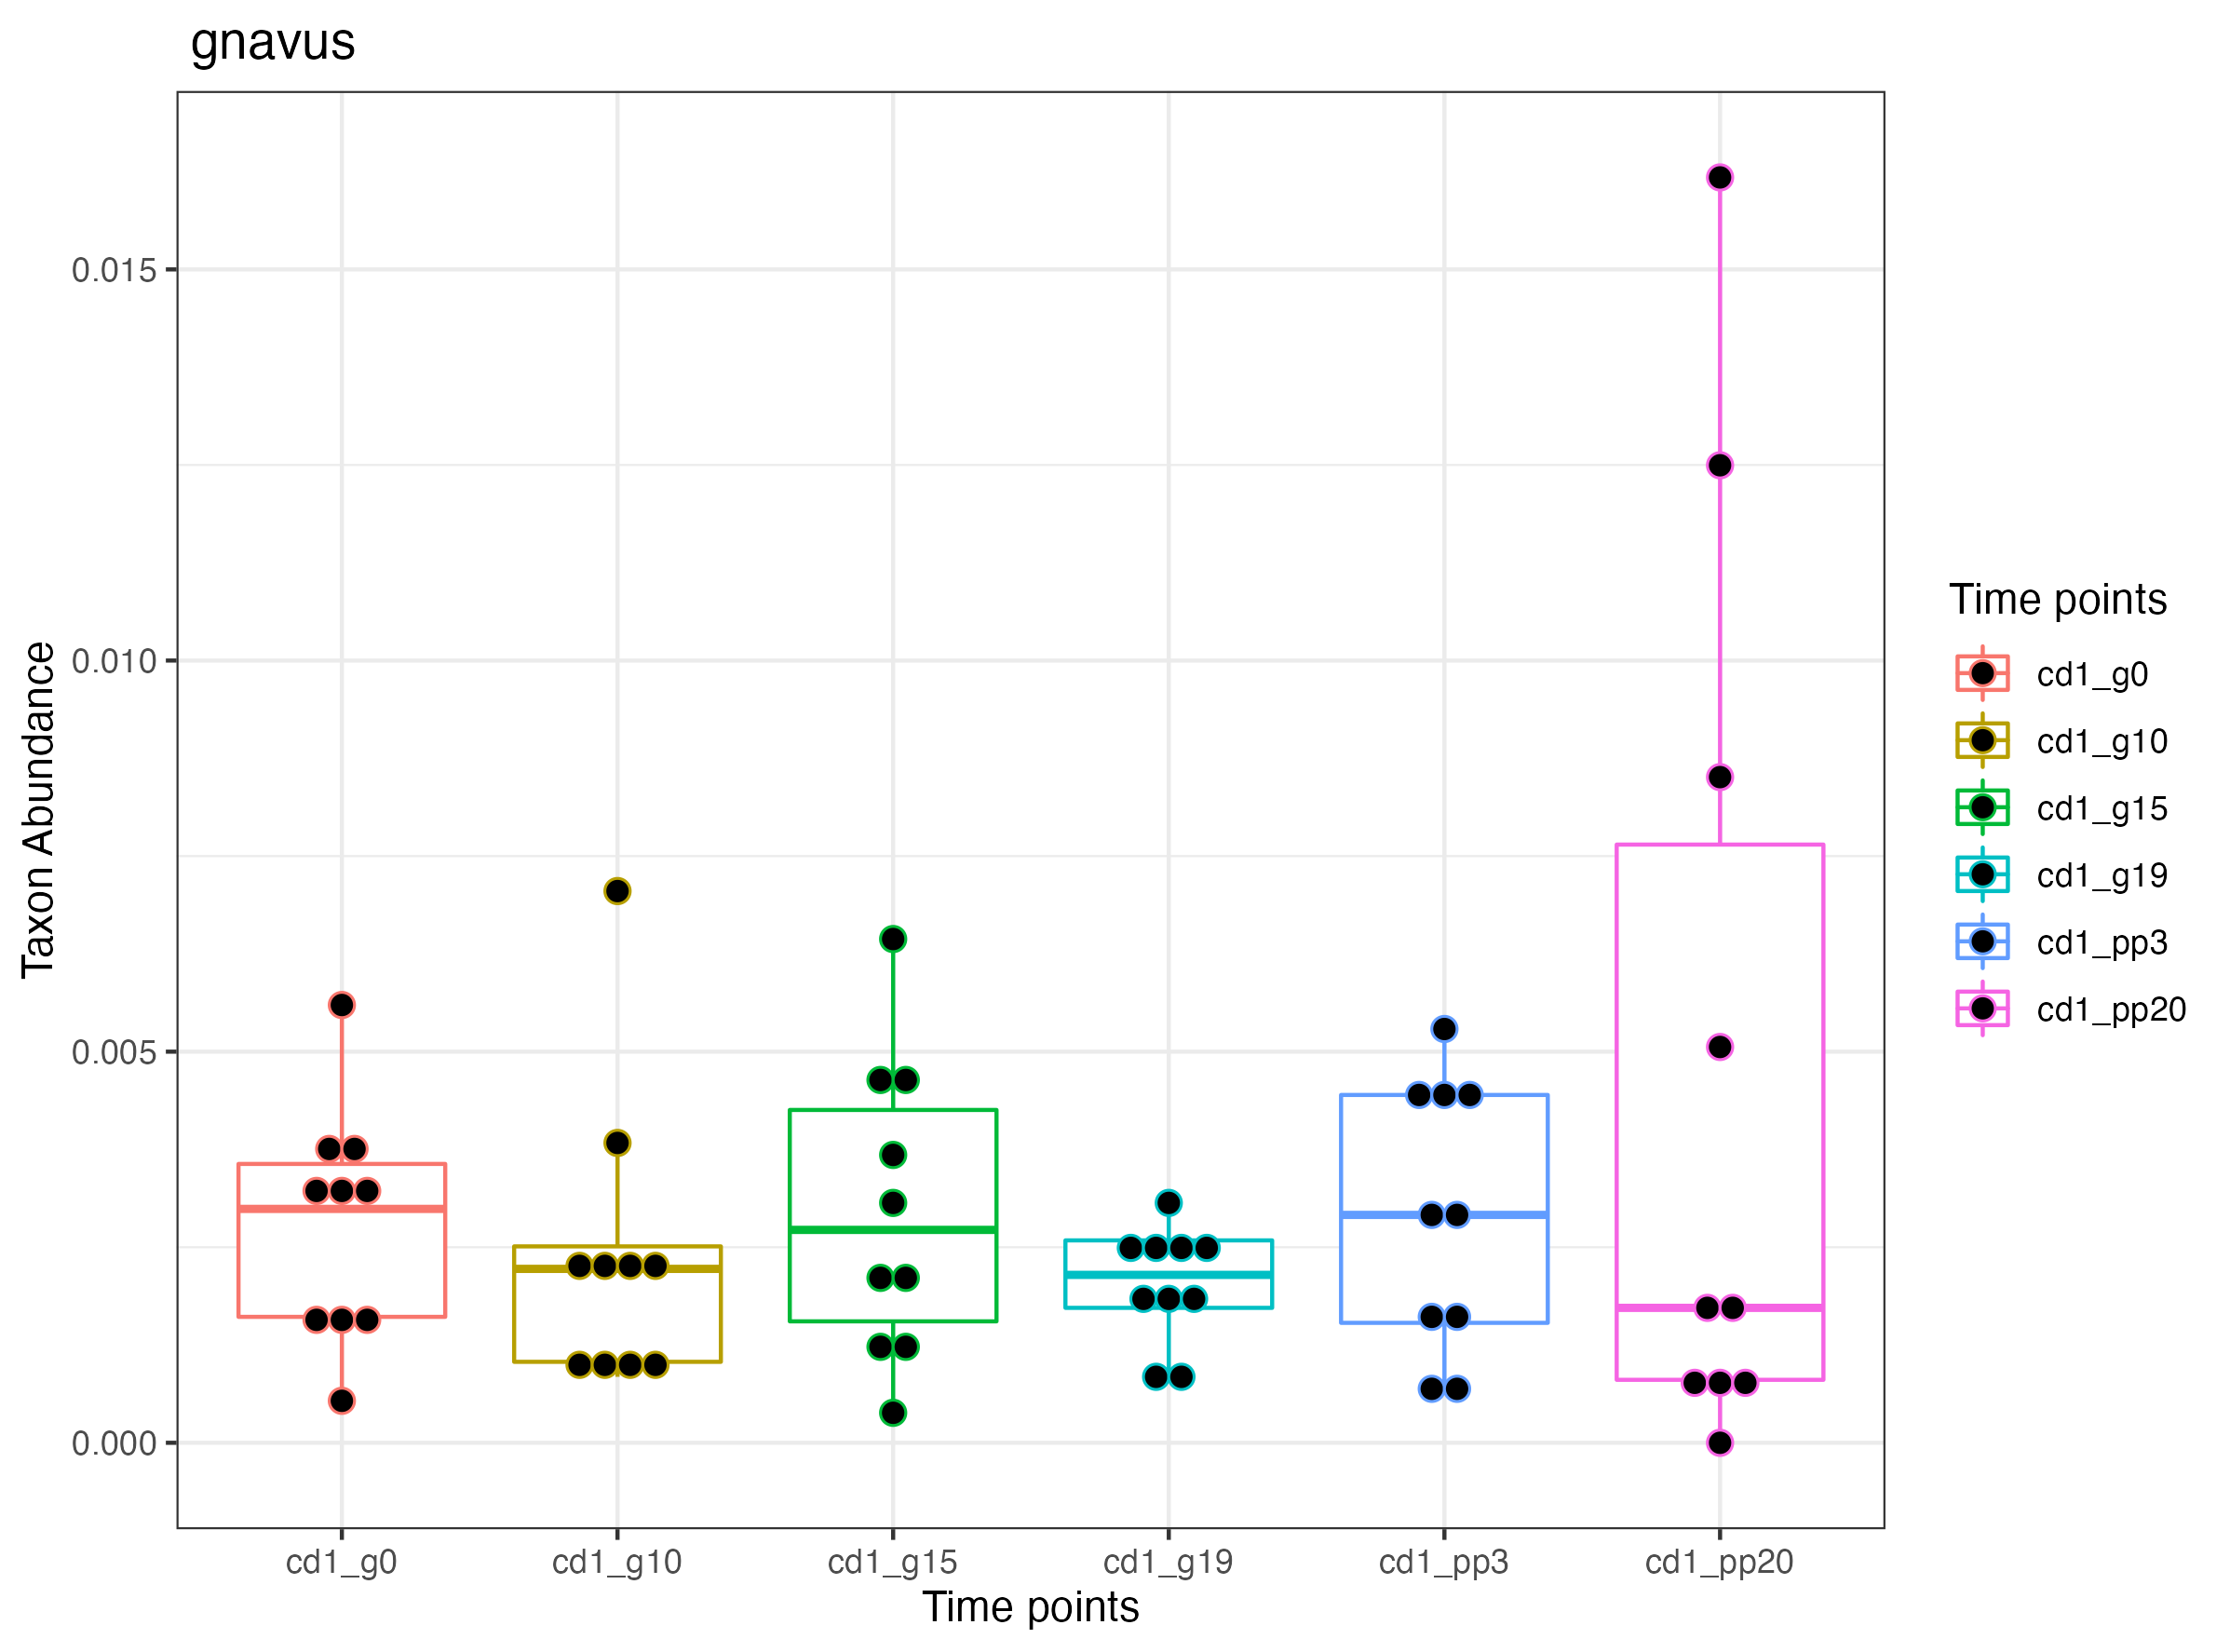 gnavus
Taxon Abundance
0.015
0.010
0.005
0.000
cd1_g0 cd1_g10 cd1_g15 cd1_g19 cd1_pp3 cd1_pp20
Time points
Time points
cd1_g0
cd1_g10
cd1_g15
cd1_g19
cd1_pp3
cd1_pp20